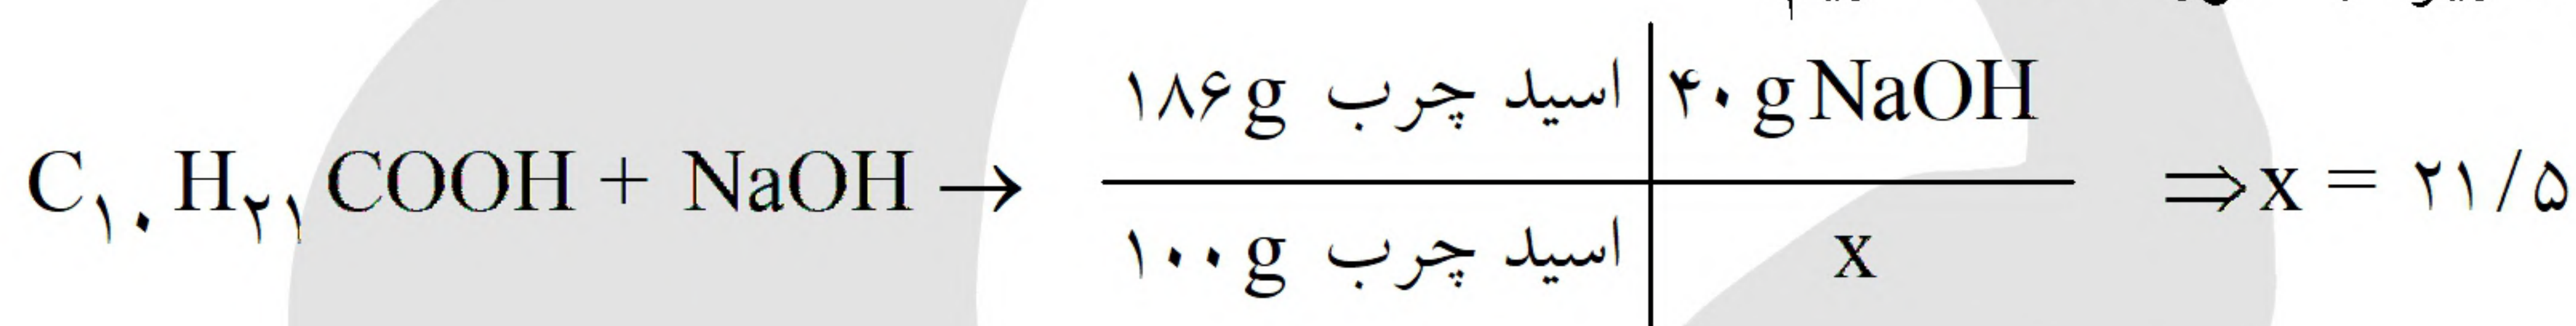 C۱۰H۲۱COOH + NaOH → ۱۸۶g اسید چرب | ۴۰ g NaOH
۱۰۰g اسید چرب | x
⇒ x = ۲۱/۵